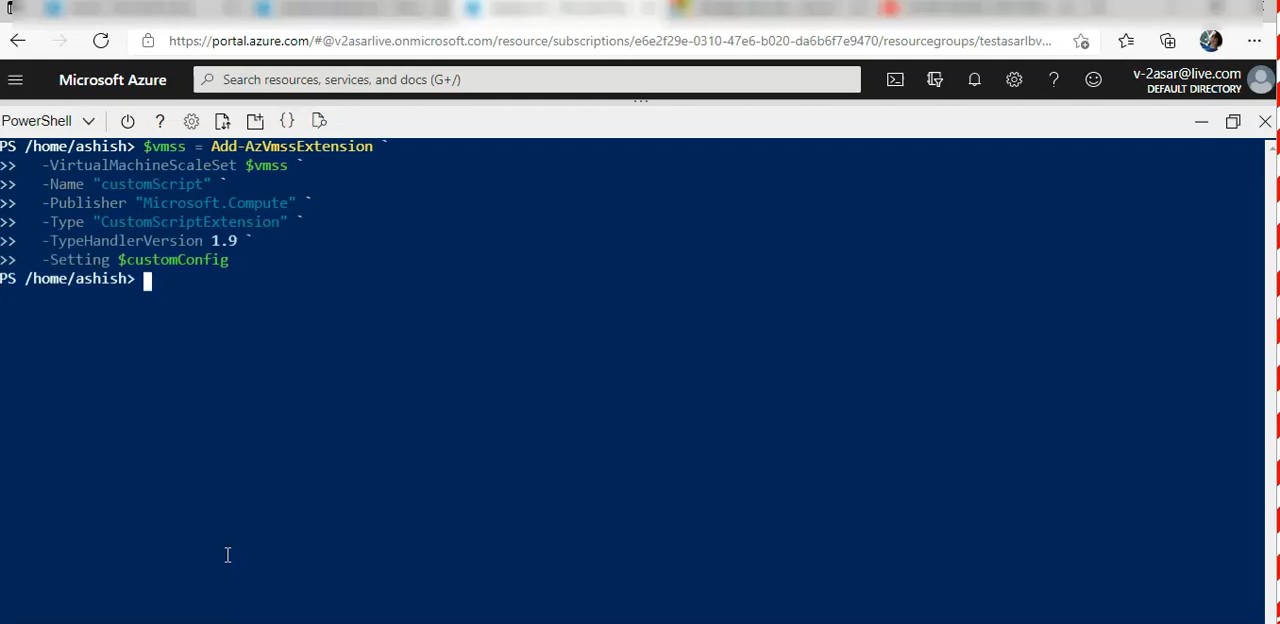 https://portal.azure.com/#@v2asarlive.onmicrosoft.com/resource/subscriptions/e6e2f29e-0310-47e6-b020-da6b6f7e9470/resourcegroups/testasarlbv...
Microsoft Azure
Search resources, services, and docs (G+/)
v-2asar@live.com
DEFAULT DIRECTORY
PowerShell
PS /home/ashish> $vmss = Add-AzVmssExtension `
>> -VirtualMachineScaleSet $vmss `
>> -Name "customScript" `
>> -Publisher "Microsoft.Compute" `
>> -Type "CustomScriptExtension" `
>> -TypeHandlerVersion 1.9 `
>> -Setting $customConfig
PS /home/ashish>